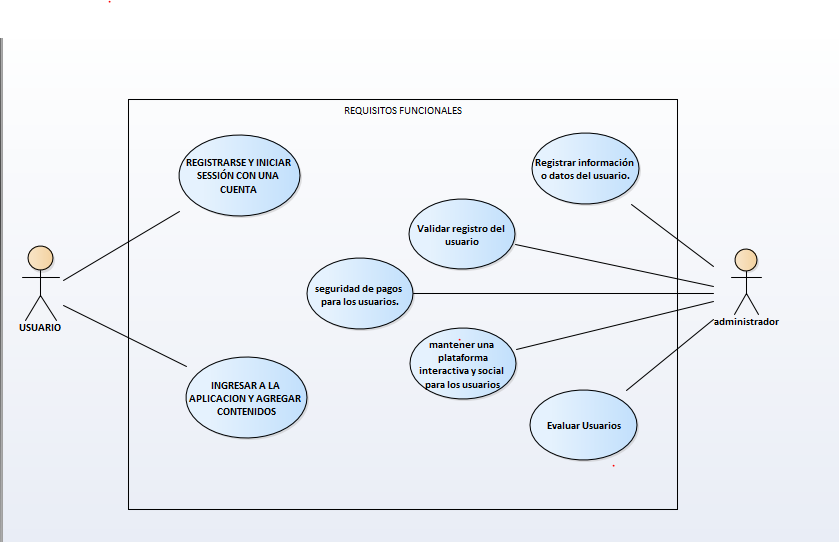 REQUISITOS FUNCIONALES
REGISTRARSE Y INICIAR
SESSIÓN CON UNA
CUENTA
Registrar información
o datos del usuario.
Validar registro del
usuario
seguridad de pagos
para los usuarios.
USUARIO
administrador
mantener una
plataforma
interactiva y social
para los usuarios
INGRESAR A LA
APLICACION Y AGREGAR
CONTENIDOS
Evaluar Usuarios